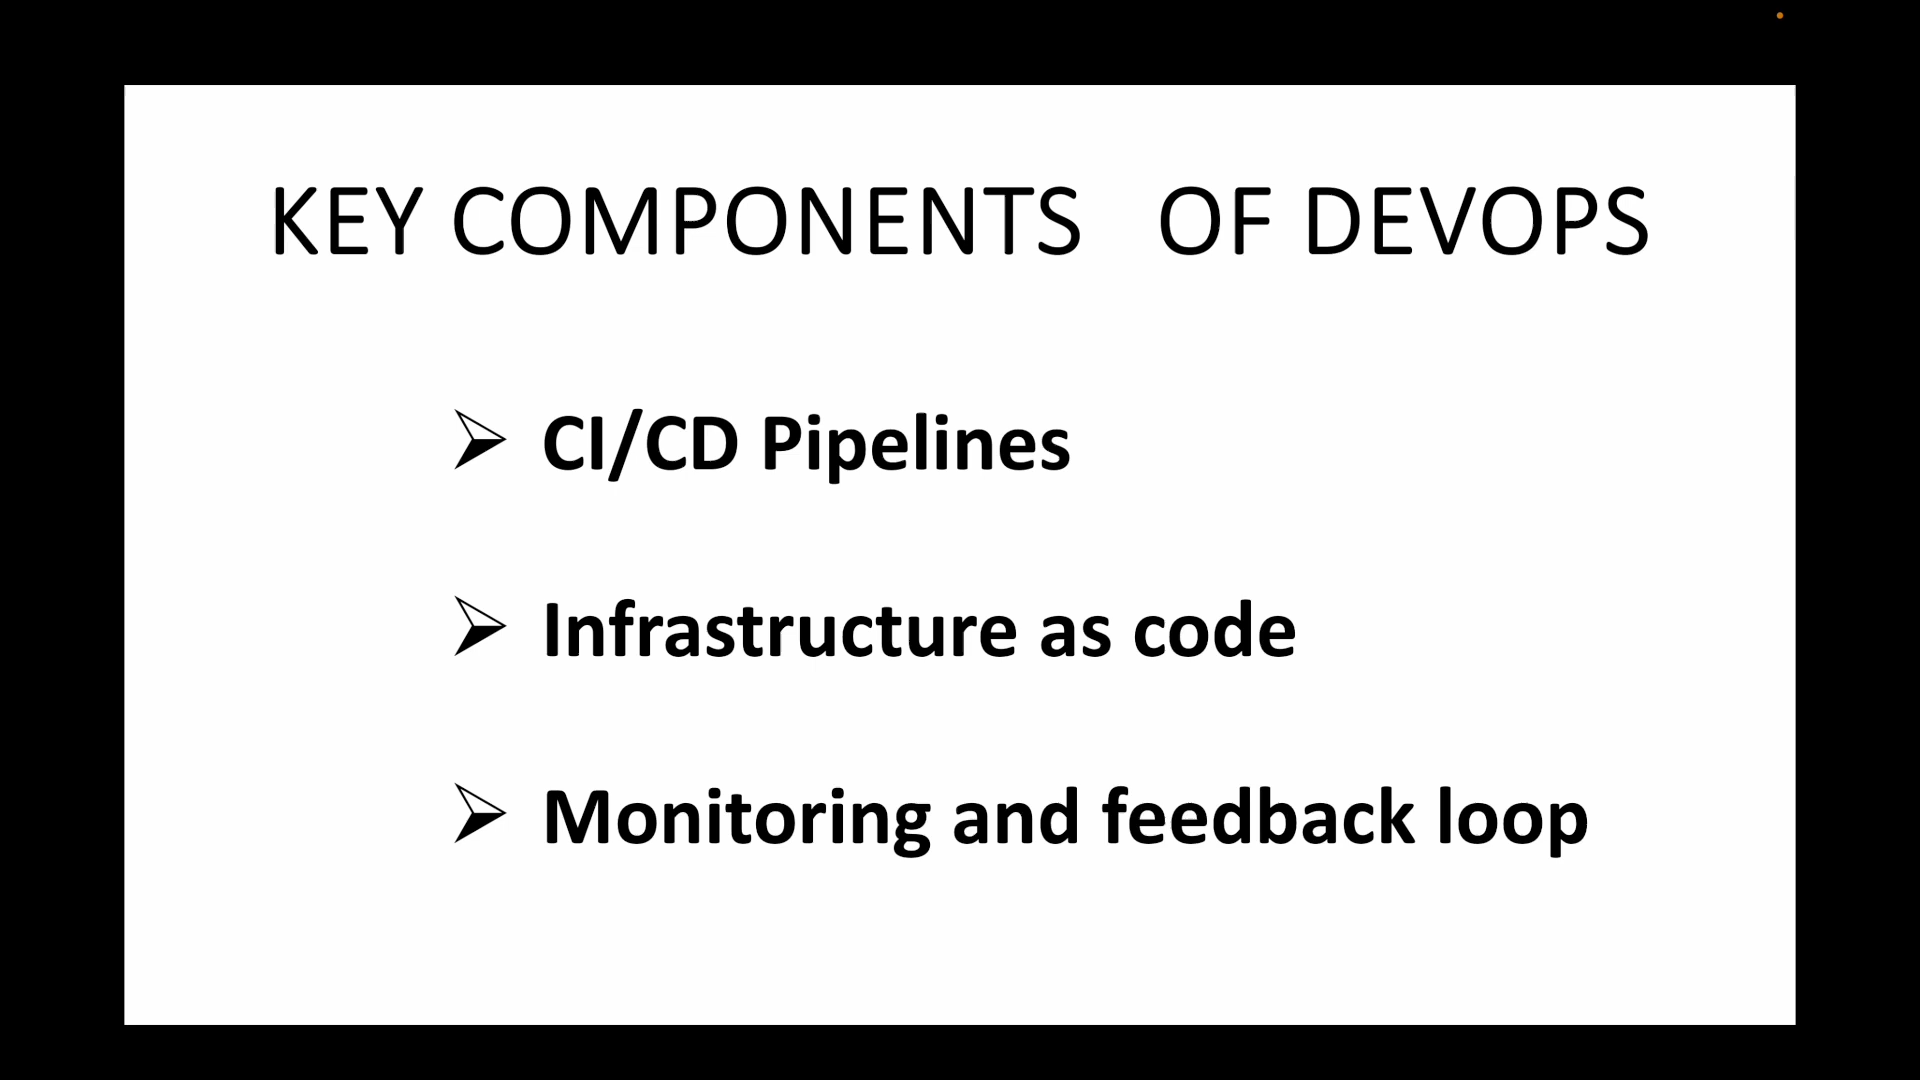 KEY COMPONENTS OF DEVOPS
CI/CD Pipelines
Infrastructure as code
Monitoring and feedback loop